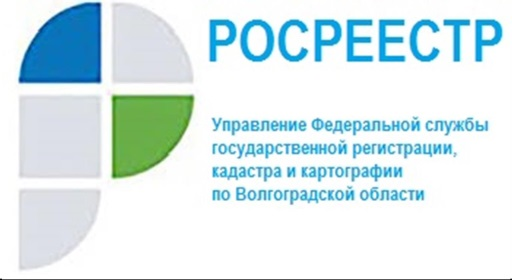 РОСРЕЕСТР
Управление Федеральной службы
государственной регистрации,
кадастра и картографии
по Волгоградской области